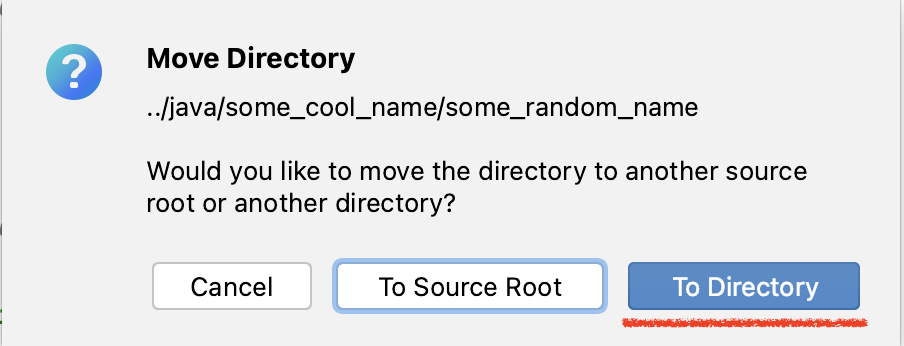 Move Directory
../java/some_cool_name/some_random_name
Would you like to move the directory to another source
root or another directory?
Cancel
To Source Root
To Directory